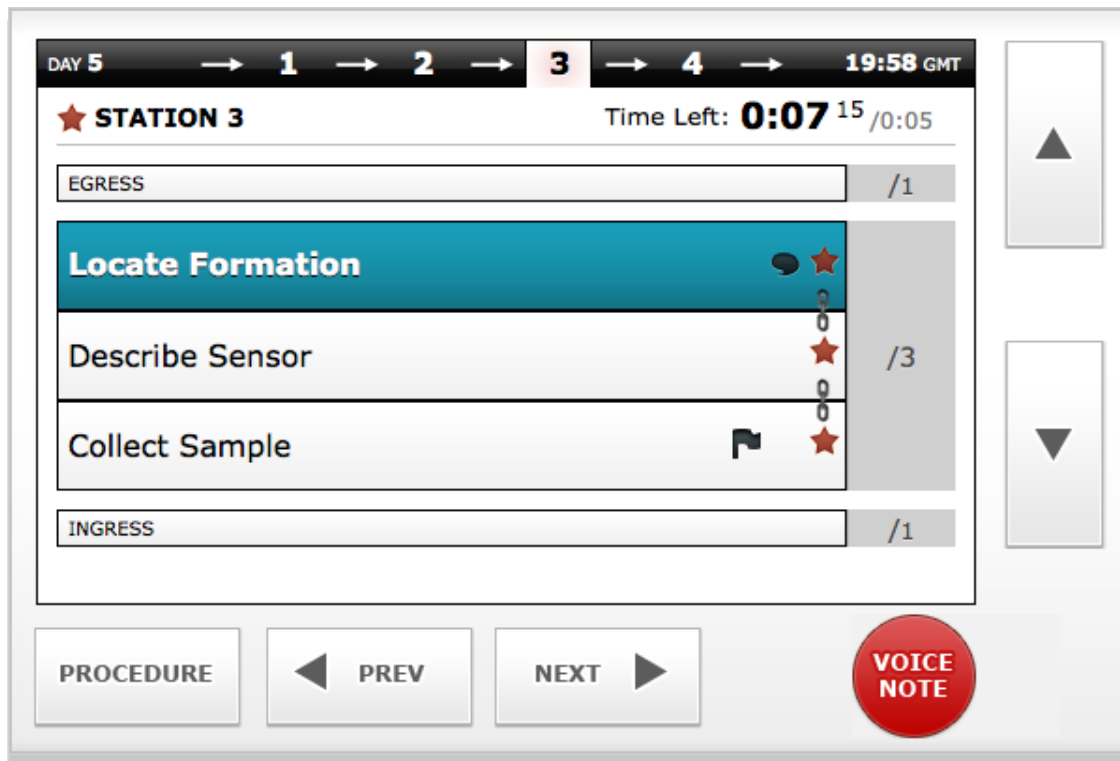 DAY 5 → 1 → 2 → 3 → 4 → 19:58 GMT
STATION 3 Time Left: 0:07 15 /0:05
EGRESS /1
Locate Formation
Describe Sensor /3
Collect Sample
INGRESS /1
PROCEDURE PREV NEXT VOICE
NOTE